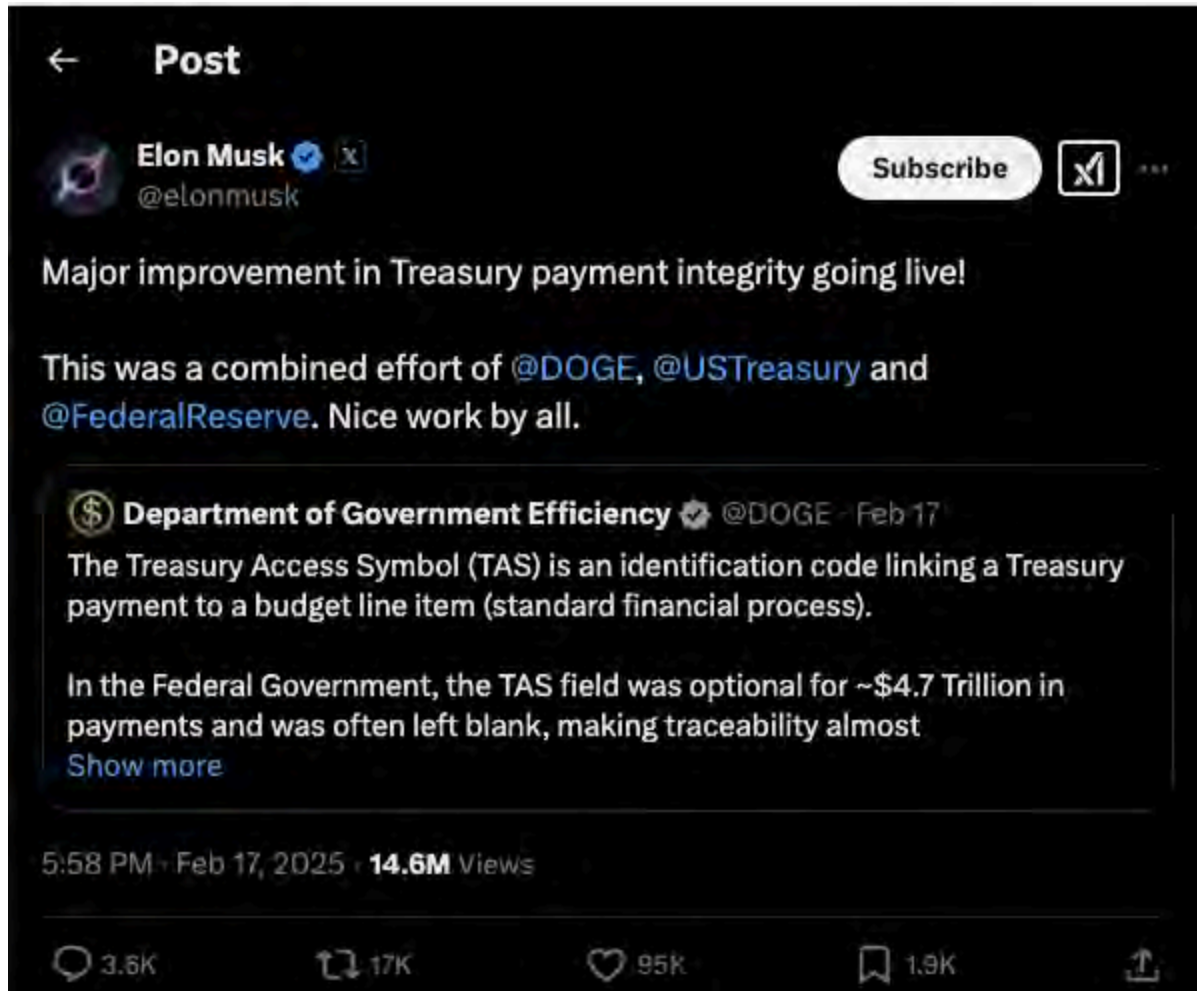 Post
Elon Musk
@elonmusk
Subscribe
Major improvement in Treasury payment integrity going live!
This was a combined effort of @DOGE, @USTreasury and
@FederalReserve. Nice work by all.
Department of Government Efficiency @DOGE · Feb 17
The Treasury Access Symbol (TAS) is an identification code linking a Treasury
payment to a budget line item (standard financial process).
In the Federal Government, the TAS field was optional for ~$4.7 Trillion in
payments and was often left blank, making traceability almost
Show more
5:58 PM · Feb 17, 2025 · 14.6M Views
3.6K 17K 95K 1.9K